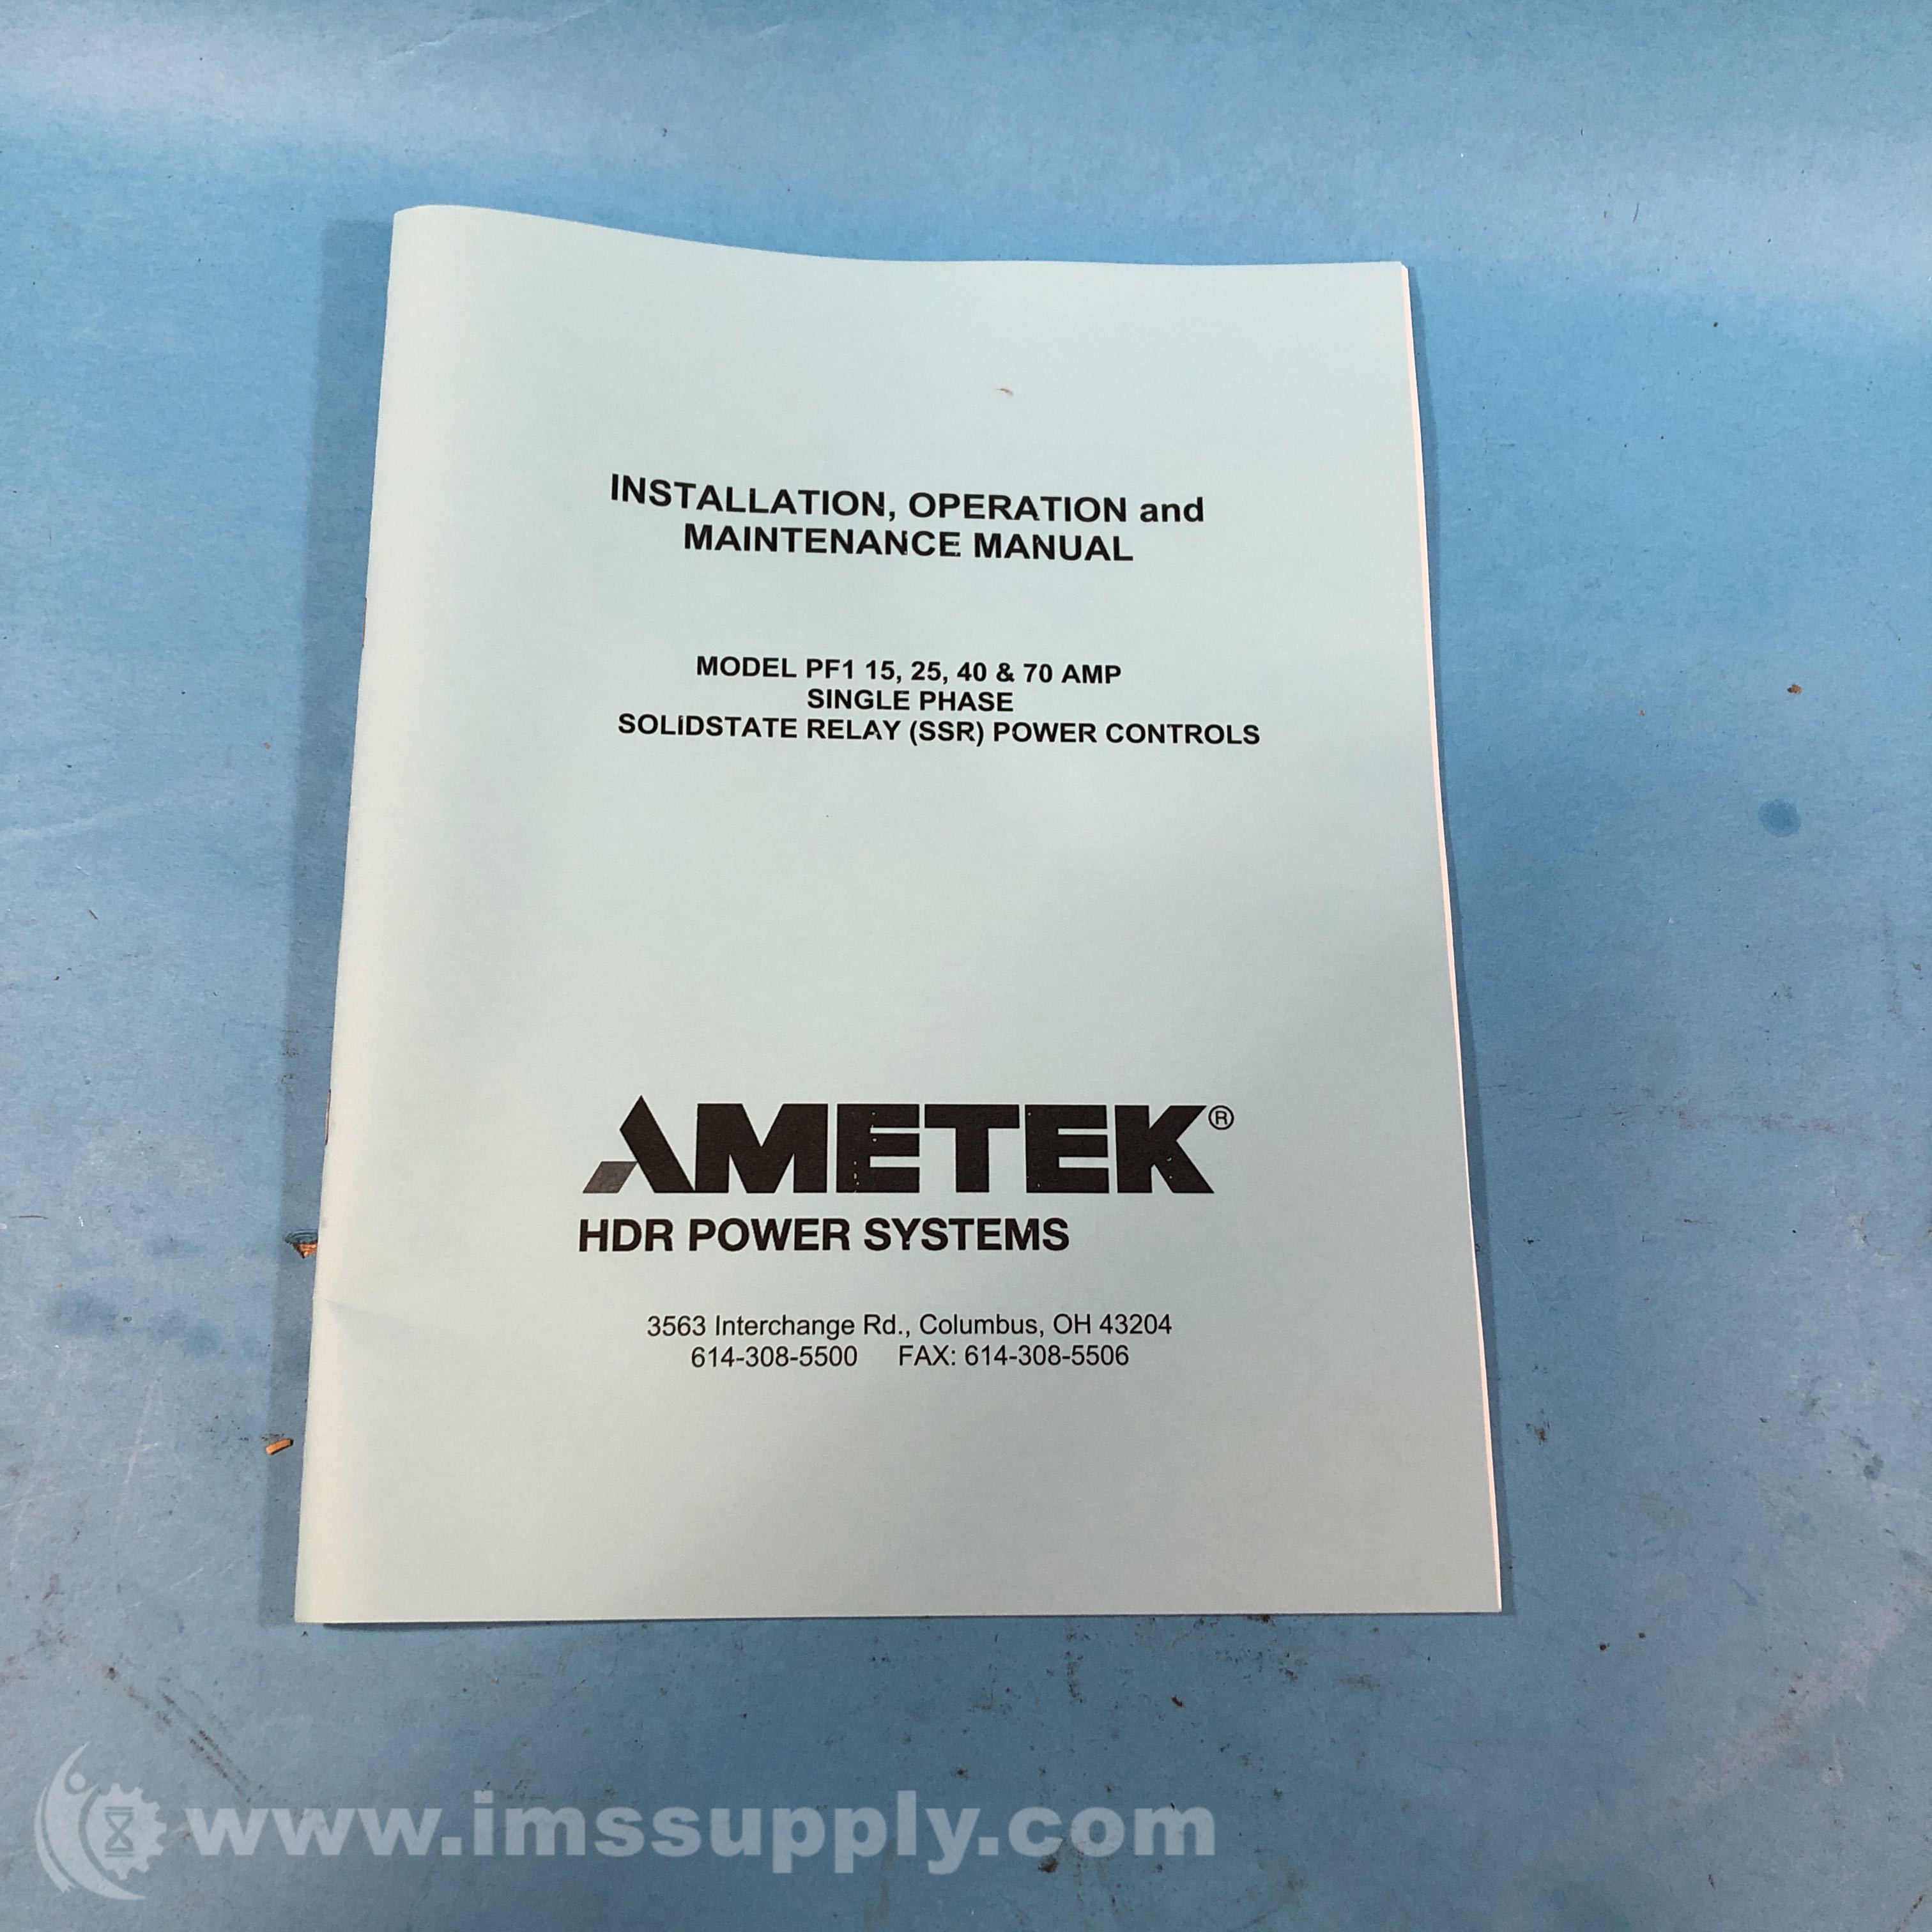 INSTALLATION, OPERATION and
MAINTENANCE MANUAL
MODEL PF1 15, 25, 40 & 70 AMP
SINGLE PHASE
SOLIDSTATE RELAY (SSR) POWER CONTROLS
AMETEK®
HDR POWER SYSTEMS
3563 Interchange Rd., Columbus, OH 43204
614-308-5500 FAX: 614-308-5506
www.imssupply.com